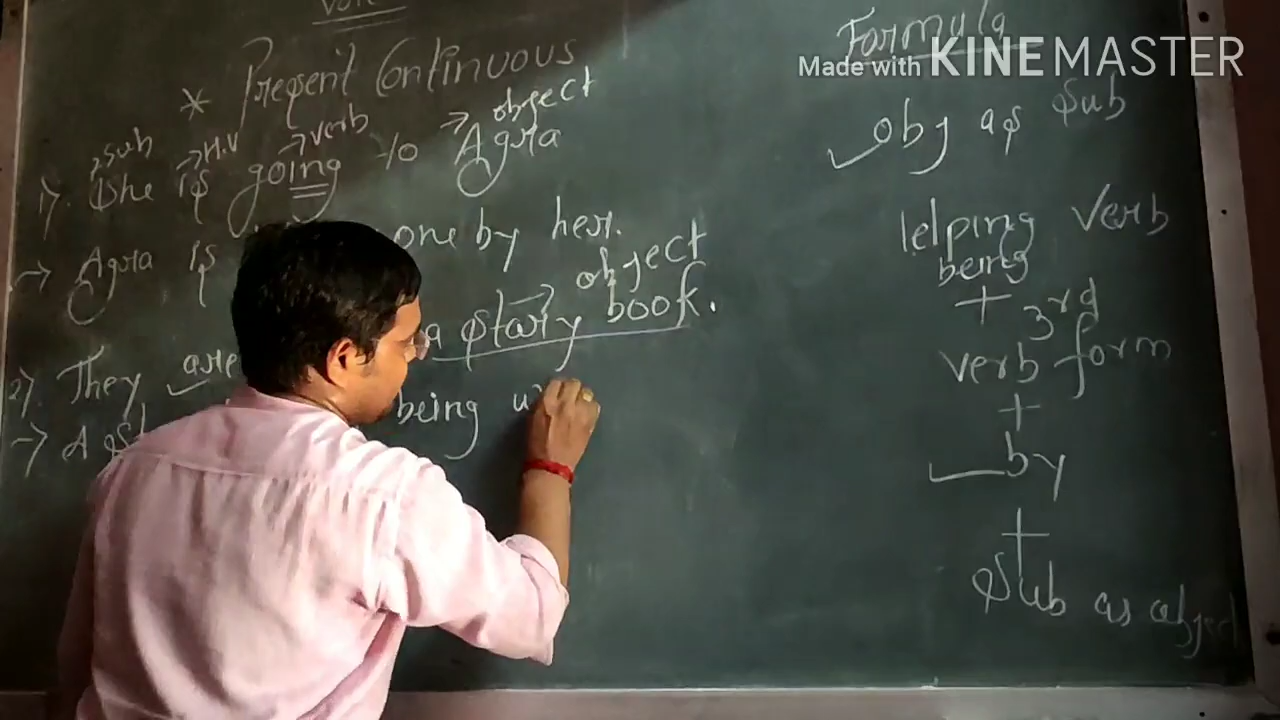 * Present Continuous
sub H.V verb object
1). She is going to Agra
→ Agra is one by her.
object
2). They are a stary book.
→ A being
Formula
Made with KINEMASTER
obj as Sub
helping Verb
being
+
3rd
verb form
+
by
+
Sub as object